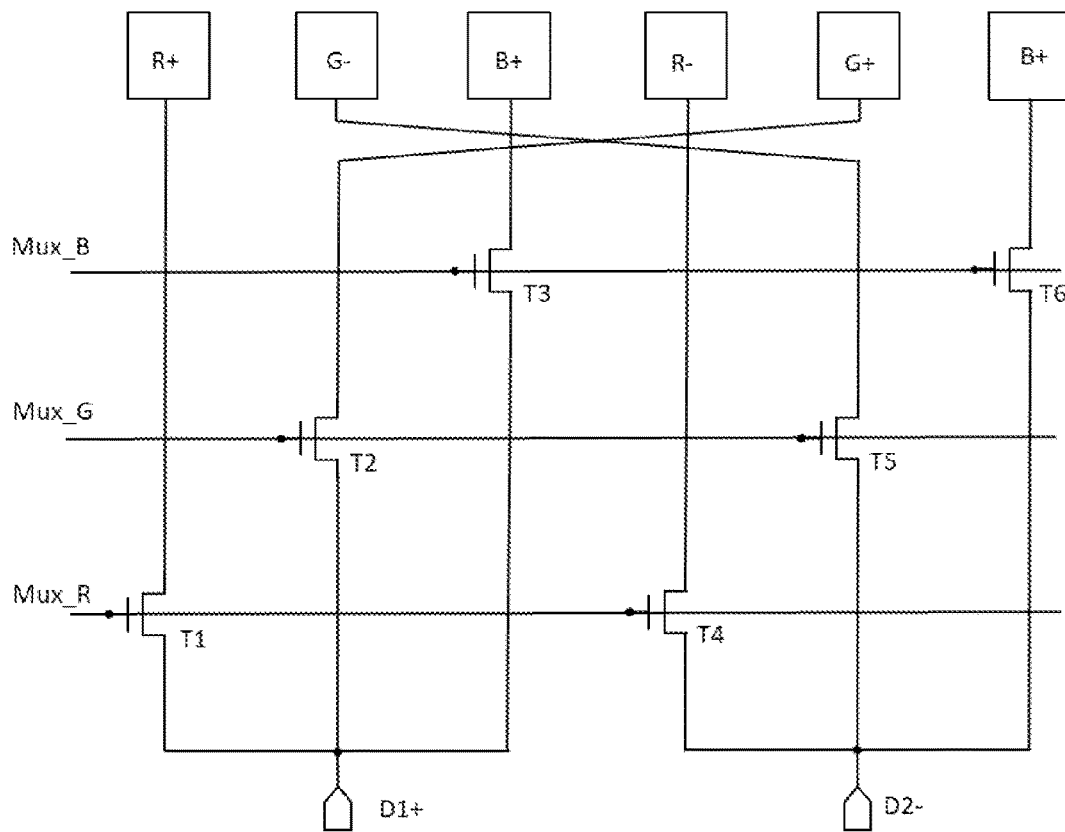 R+ G- B+ R- G+ B+
Mux_B
T3 T6
Mux_G
T2 T5
Mux_R
T1 T4
D1+ D2-